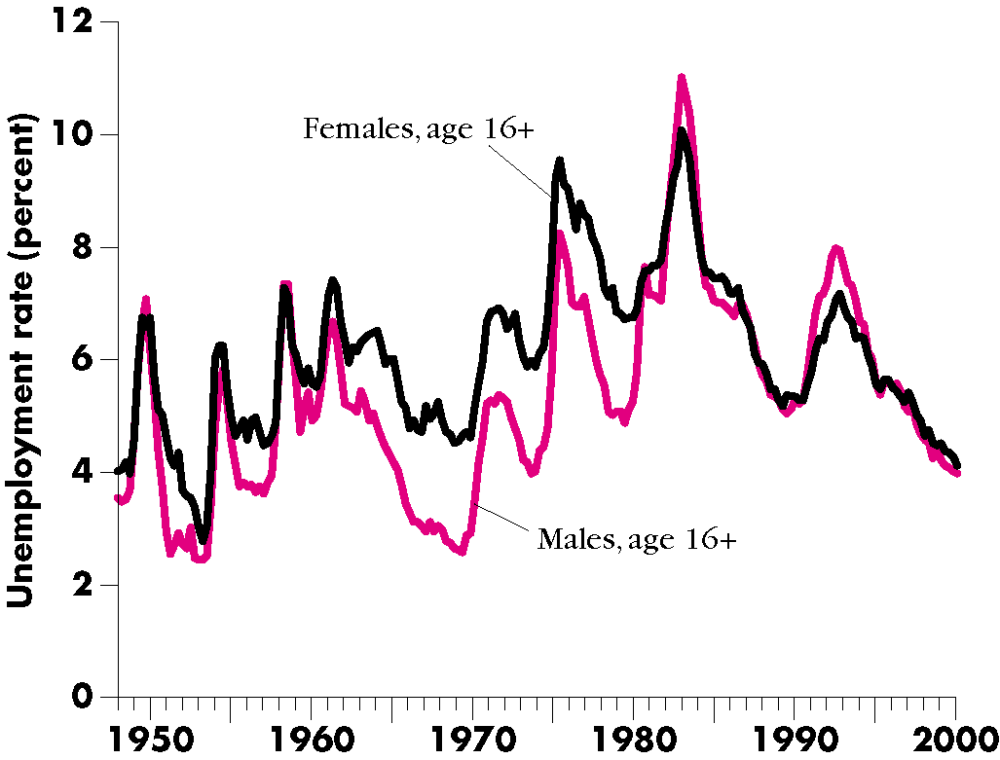 12
10
8
6
4
2
0
Unemployment rate (percent)
Females, age 16+
Males, age 16+
1950 1960 1970 1980 1990 2000